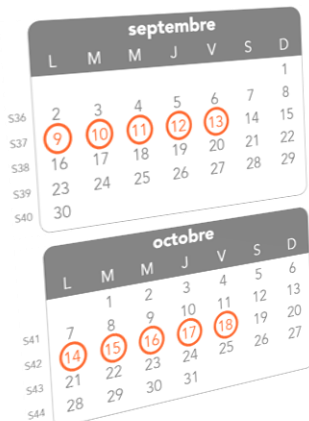 septembre
L M M J V S D
1
S36 2 3 4 5 6 7 8
S37 9 10 11 12 13 14 15
S38 16 17 18 19 20 21 22
S39 23 24 25 26 27 28 29
S40 30
octobre
L M M J V S D
1 2 3 4 5 6
S41 7 8 9 10 11 12 13
S42 14 15 16 17 18 19 20
S43 21 22 23 24 25 26 27
S44 28 29 30 31